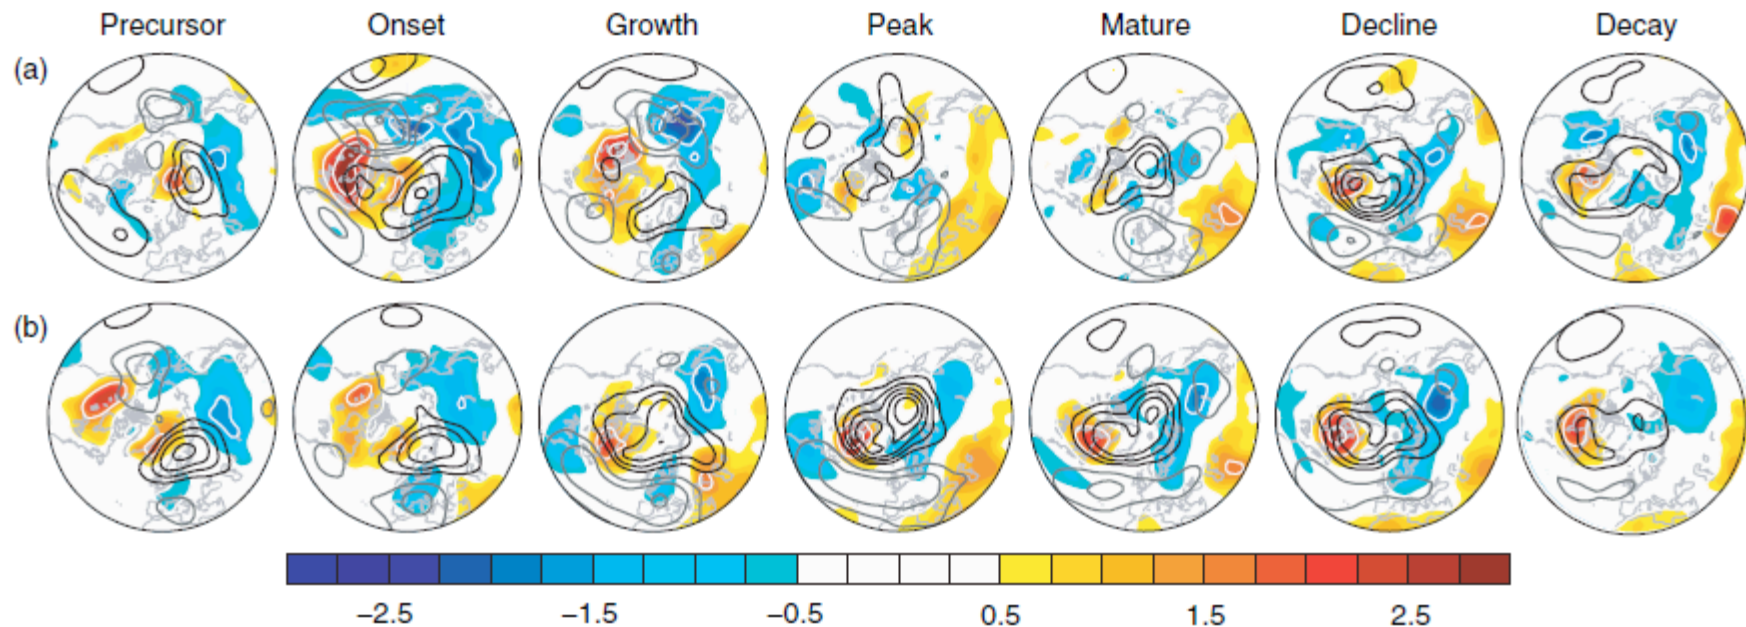 Precursor Onset Growth Peak Mature Decline Decay
(a)
(b)
−2.5 −1.5 −0.5 0.5 1.5 2.5